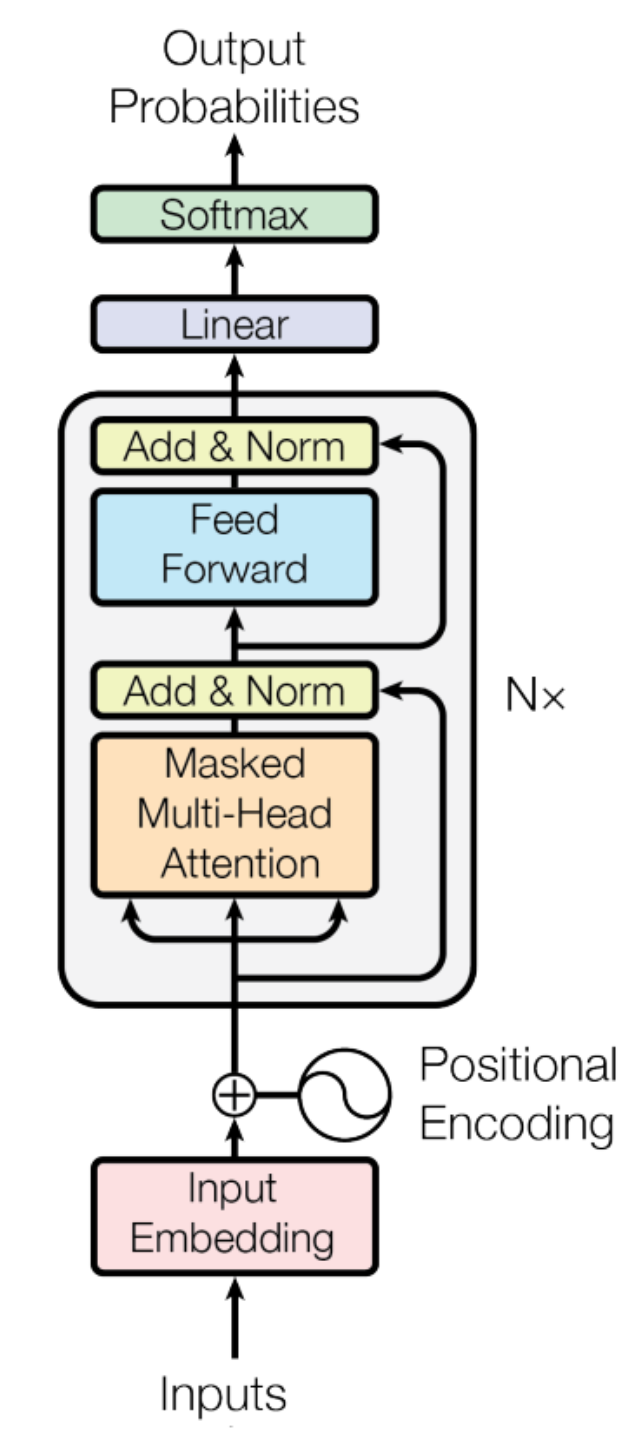 Output
Probabilities
Softmax
Linear
Add & Norm
Feed
Forward
Add & Norm
N×
Masked
Multi-Head
Attention
Positional
Encoding
Input
Embedding
Inputs